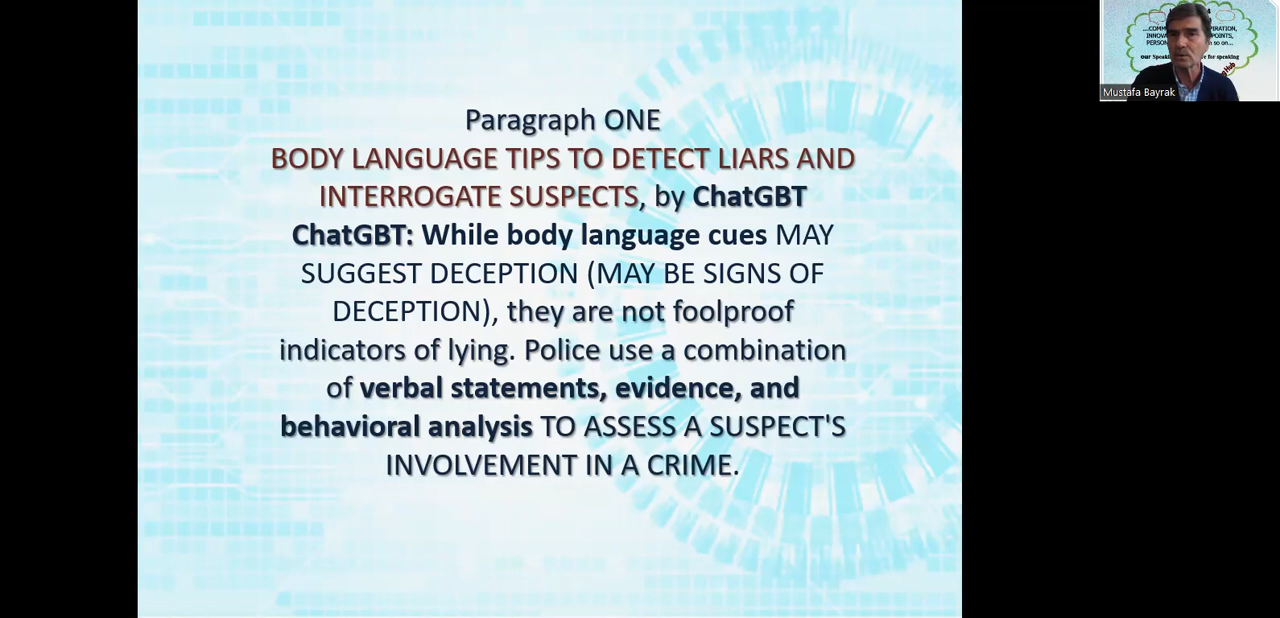 Paragraph ONE
BODY LANGUAGE TIPS TO DETECT LIARS AND
INTERROGATE SUSPECTS, by ChatGBT
ChatGBT: While body language cues MAY
SUGGEST DECEPTION (MAY BE SIGNS OF
DECEPTION), they are not foolproof
indicators of lying. Police use a combination
of verbal statements, evidence, and
behavioral analysis TO ASSESS A SUSPECT'S
INVOLVEMENT IN A CRIME.
Mustafa Bayrak